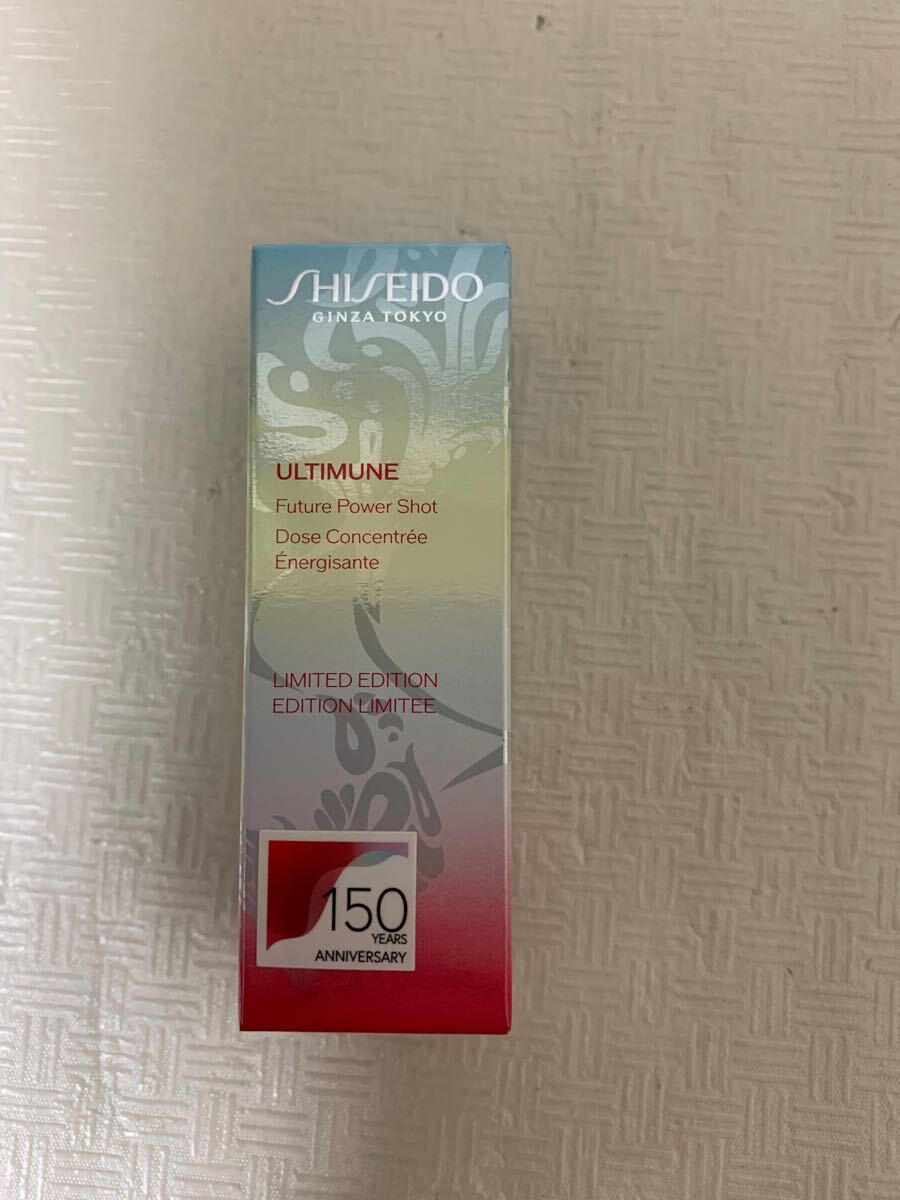 SHISEIDO
GINZA TOKYO
ULTIMUNE
Future Power Shot
Dose Concentrée
Énergisante
LIMITED EDITION
EDITION LIMITEE
150
YEARS
ANNIVERSARY